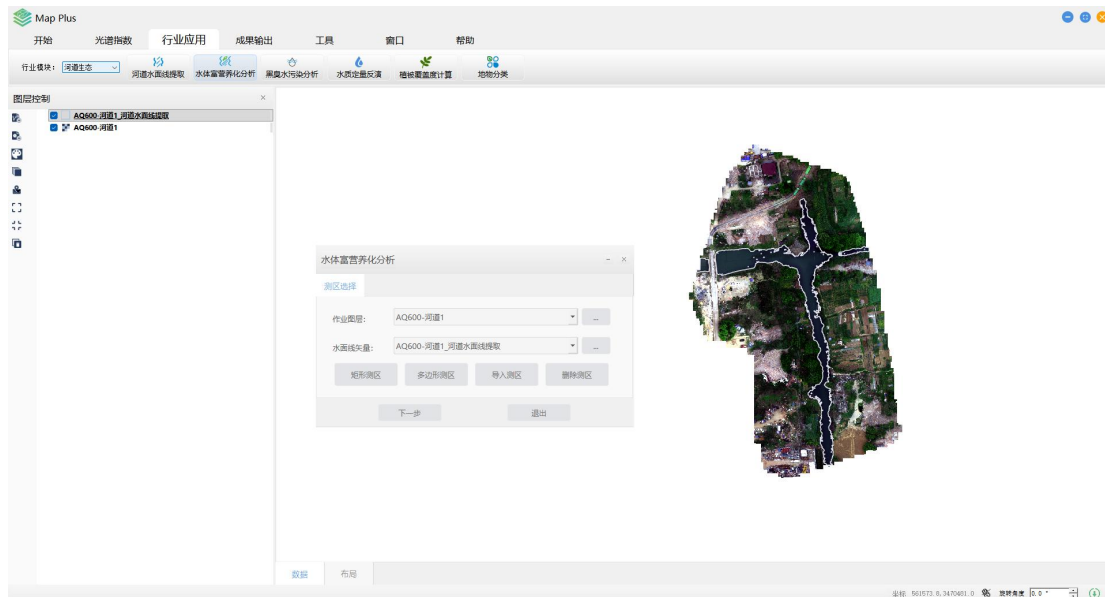 Map Plus
开始 光谱指数 行业应用 成果输出 工具 窗口 帮助
行业模块: 河道生态 河道水面线提取 水体富营养化分析 黑臭水污染分析 水质定量反演 植被覆盖度计算 地物分类
图层控制 ×
AQ600-河道1_河道水面线提取
AQ600-河道1
水体富营养化分析 - ×
测区选择
作业图层: AQ600-河道1 ...
水面线矢量: AQ600-河道1_河道水面线提取 ...
矩形测区 多边形测区 导入测区 删除测区
下一步 退出
数据 布局
坐标 561573.8,3470481.0 旋转角度 0.0 °